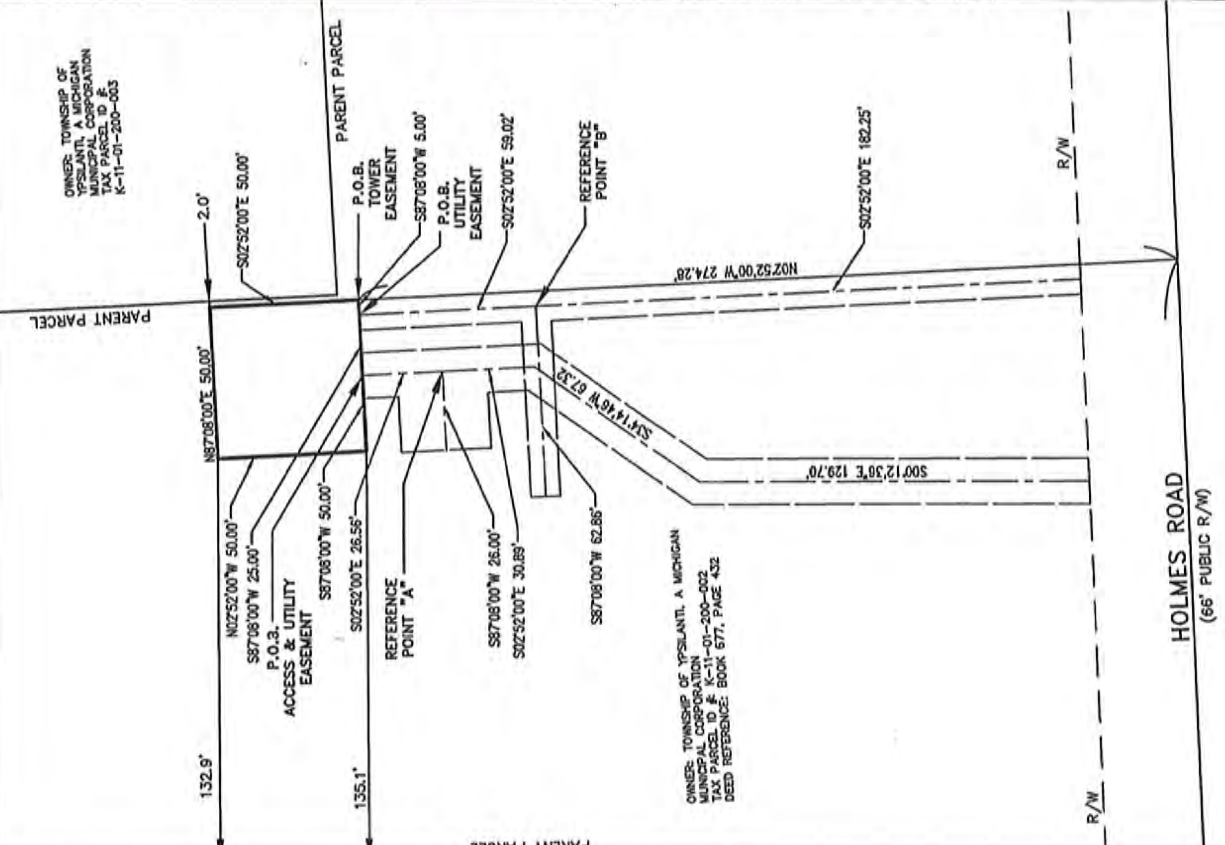 OWNER: TOWNSHIP OF
YPSILANTI, A MICHIGAN
MUNICIPAL CORPORATION
TAX PARCEL ID #:
K-11-01-200-003
PARENT PARCEL
2.0'
S02°52'00"E 50.00'
PARENT PARCEL
N87°08'00"E 50.00'
P.O.B.
TOWER
EASEMENT
S87°08'00"W 5.00'
P.O.B.
UTILITY
EASEMENT
S02°52'00"E 59.02'
REFERENCE
POINT "B"
N02°52'00"W 274.28'
S02°52'00"E 182.25'
R/W
132.9'
N02°52'00"W 50.00'
S87°08'00"W 25.00'
P.O.B.
ACCESS & UTILITY
EASEMENT
S87°08'00"W 50.00'
S02°52'00"E 26.56'
135.1'
REFERENCE
POINT "A"
S87°08'00"W 26.00'
S02°52'00"E 30.89'
S87°08'00"W 62.86'
S34°14'46"W 67.32'
S00°12'36"E 129.70'
OWNER: TOWNSHIP OF YPSILANTI, A MICHIGAN
MUNICIPAL CORPORATION
TAX PARCEL ID #: K-11-01-200-002
DEED REFERENCE: BOOK 677, PAGE 432
PARENT PARCEL
R/W
HOLMES ROAD
(66' PUBLIC R/W)